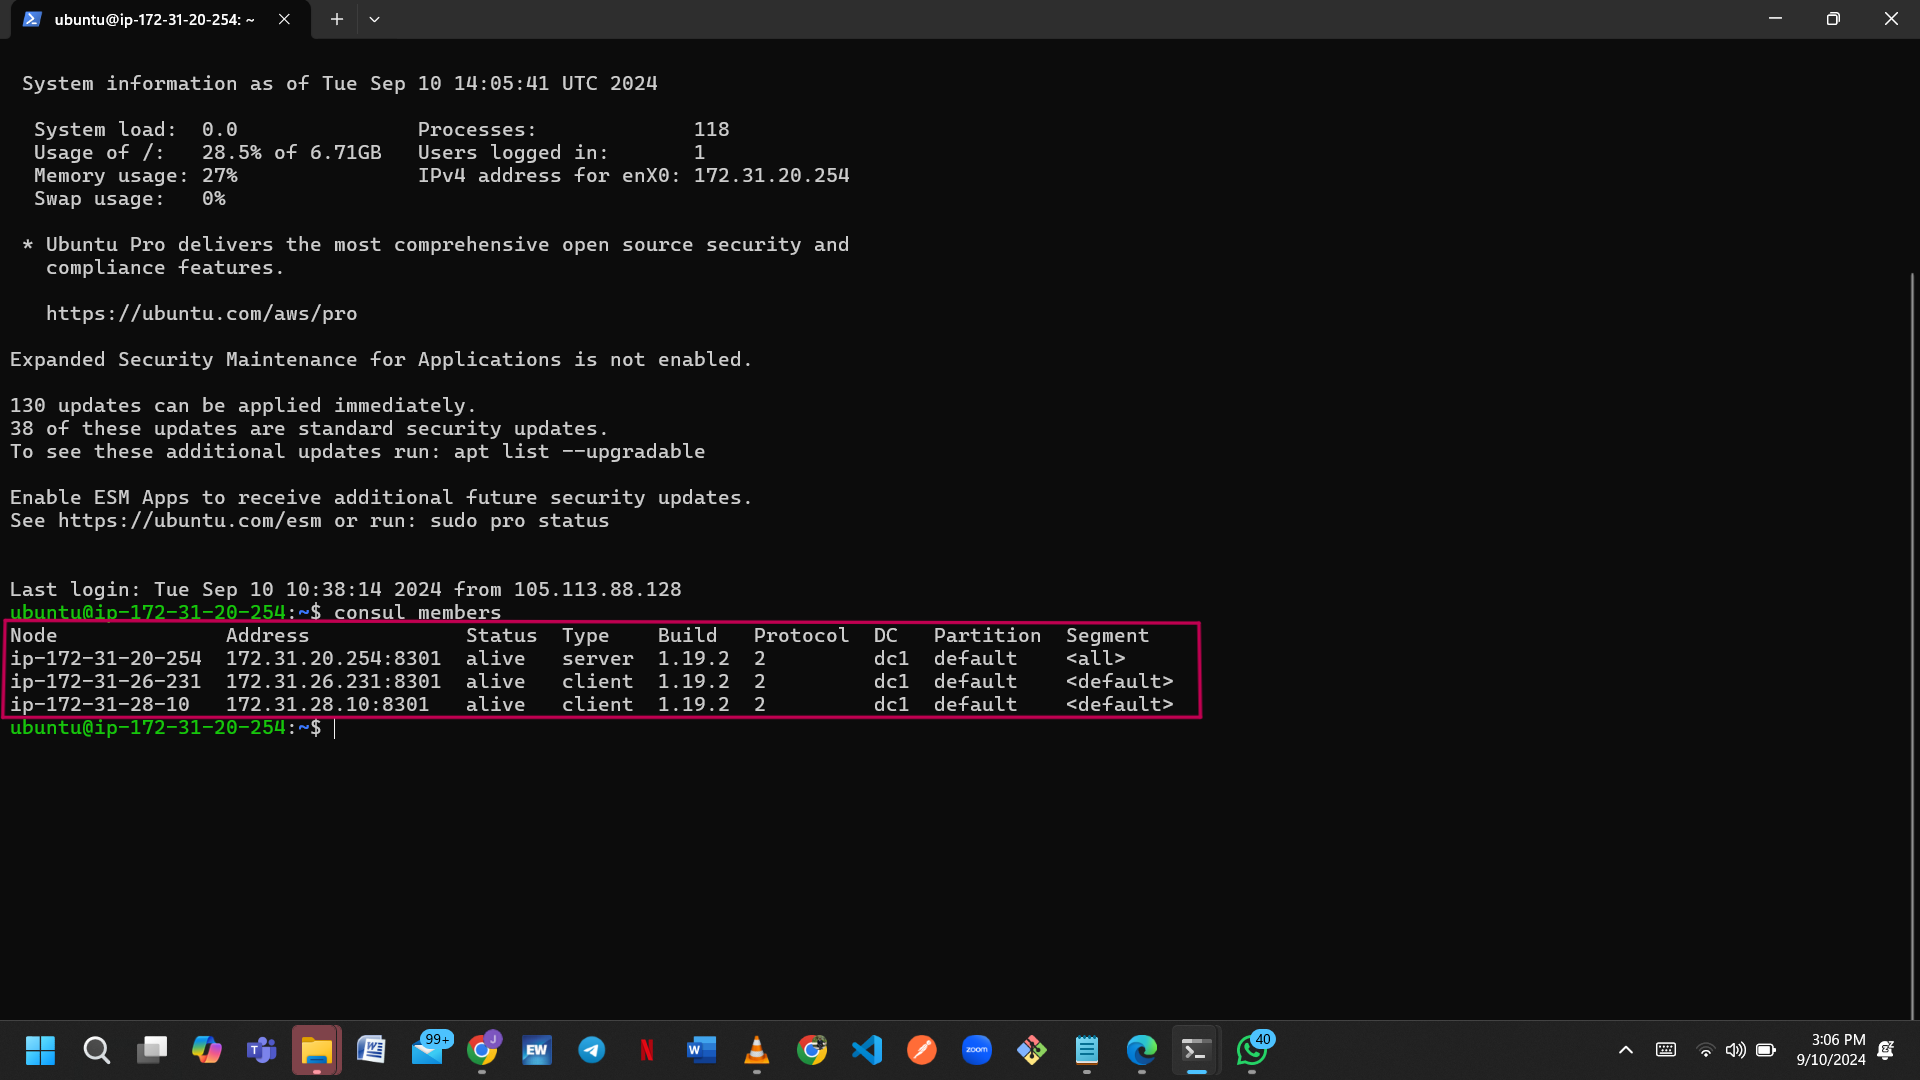 ubuntu@ip-172-31-20-254: ~
System information as of Tue Sep 10 14:05:41 UTC 2024
System load:  0.0                Processes:             118
Usage of /:   28.5% of 6.71GB   Users logged in:       1
Memory usage: 27%               IPv4 address for enX0: 172.31.20.254
Swap usage:   0%
* Ubuntu Pro delivers the most comprehensive open source security and
compliance features.
https://ubuntu.com/aws/pro
Expanded Security Maintenance for Applications is not enabled.
130 updates can be applied immediately.
38 of these updates are standard security updates.
To see these additional updates run: apt list --upgradable
Enable ESM Apps to receive additional future security updates.
See https://ubuntu.com/esm or run: sudo pro status
Last login: Tue Sep 10 10:38:14 2024 from 105.113.88.128
ubuntu@ip-172-31-20-254:~$ consul members
Node              Address             Status  Type    Build   Protocol  DC   Partition  Segment
ip-172-31-20-254  172.31.20.254:8301  alive   server  1.19.2  2         dc1  default    <all>
ip-172-31-26-231  172.31.26.231:8301  alive   client  1.19.2  2         dc1  default    <default>
ip-172-31-28-10   172.31.28.10:8301   alive   client  1.19.2  2         dc1  default    <default>
ubuntu@ip-172-31-20-254:~$
99+
J
EW
zoom
40
3:06 PM
9/10/2024